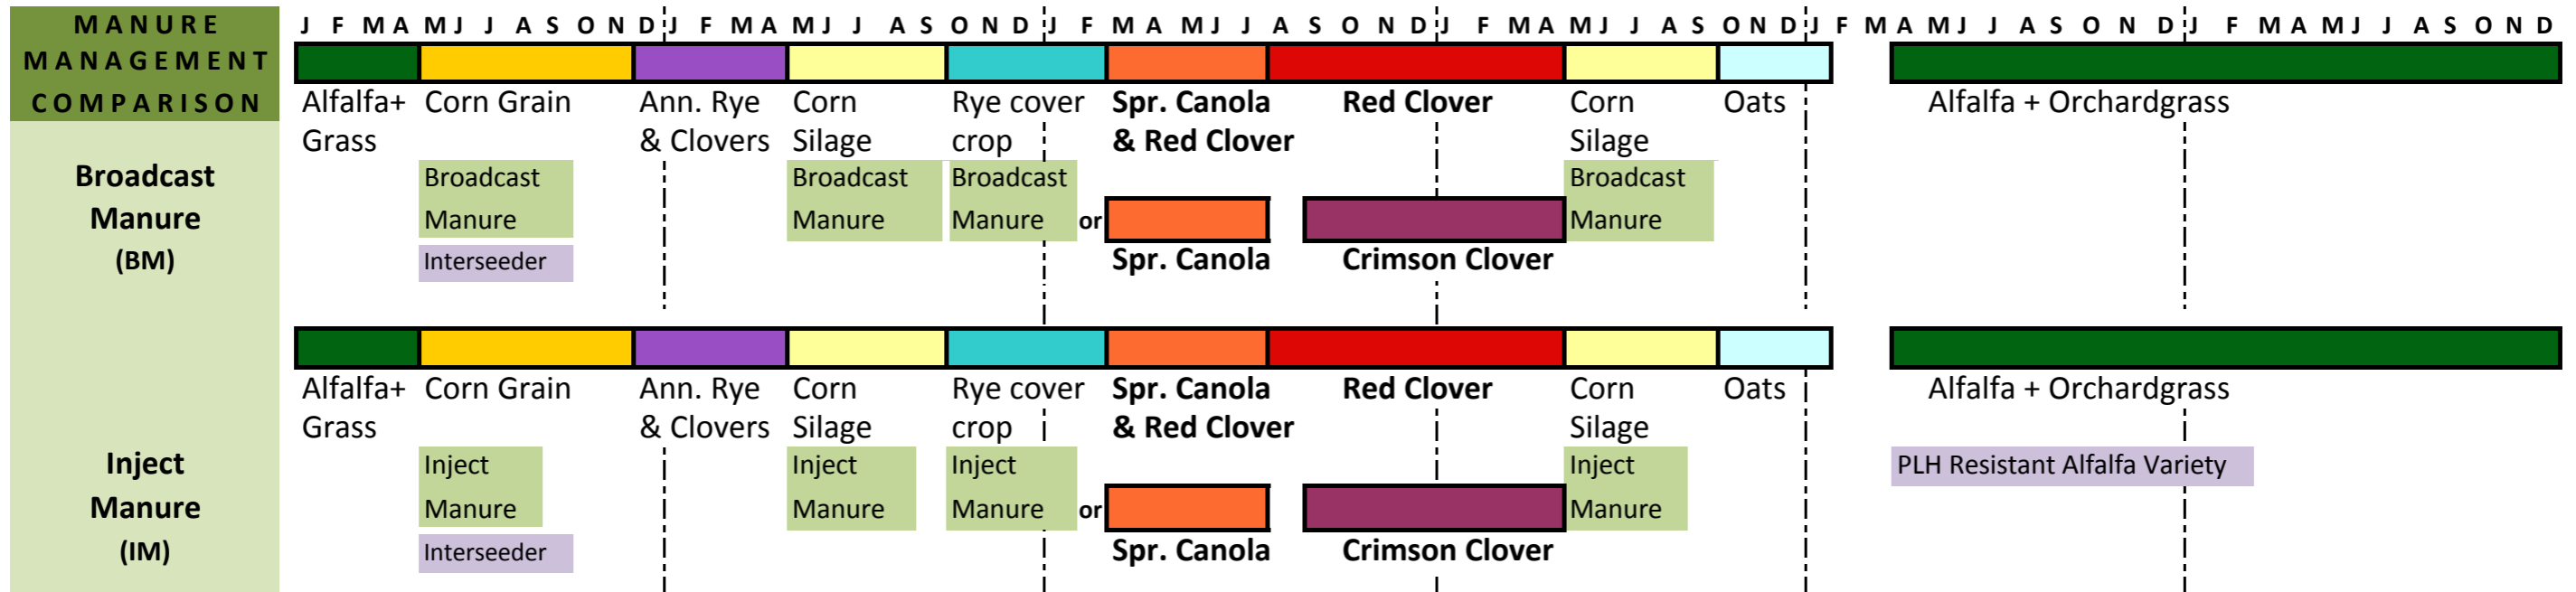 MANURE MANAGEMENT COMPARISON
J F M A M J J A S O N D J F M A M J J A S O N D J F M A M J J A S O N D J F M A M J J A S O N D J F M A M J J A S O N D J F M A M J J A S O N D
Alfalfa+ Grass
Corn Grain
Ann. Rye & Clovers
Corn Silage
Rye cover crop
Spr. Canola & Red Clover
Red Clover
Corn Silage
Oats
Alfalfa + Orchardgrass
Broadcast Manure (BM)
Broadcast Manure
Interseeder
Broadcast Manure
Broadcast Manure
or
Spr. Canola
Crimson Clover
Broadcast Manure
Alfalfa+ Grass
Corn Grain
Ann. Rye & Clovers
Corn Silage
Rye cover crop
Spr. Canola & Red Clover
Red Clover
Corn Silage
Oats
Alfalfa + Orchardgrass
Inject Manure (IM)
Inject Manure
Interseeder
Inject Manure
Inject Manure
or
Spr. Canola
Crimson Clover
Inject Manure
PLH Resistant Alfalfa Variety